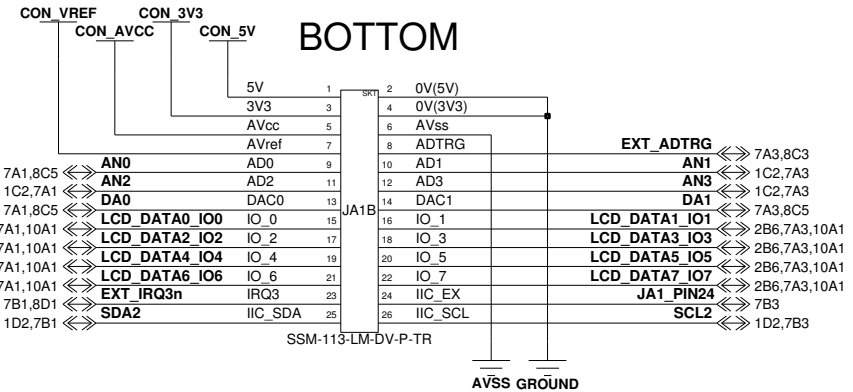 CON_VREF CON_3V3
CON_AVCC CON_5V
BOTTOM
5V 1 SKT 2 0V(5V)
3V3 3 4 0V(3V3)
AVcc 5 6 AVss
AVref 7 8 ADTRG EXT_ADTRG 7A3,8C3
7A1,8C5 AN0 AD0 9 10 AD1 AN1 1C2,7A3
1C2,7A1 AN2 AD2 11 12 AD3 AN3 1C2,7A3
7A1,8C5 DA0 DAC0 13 JA1B 14 DAC1 DA1 7A3,8C5
7A1,10A1 LCD_DATA0_IO0 IO_0 15 16 IO_1 LCD_DATA1_IO1 2B6,7A3,10A1
7A1,10A1 LCD_DATA2_IO2 IO_2 17 18 IO_3 LCD_DATA3_IO3 2B6,7A3,10A1
7A1,10A1 LCD_DATA4_IO4 IO_4 19 20 IO_5 LCD_DATA5_IO5 2B6,7A3,10A1
7A1,10A1 LCD_DATA6_IO6 IO_6 21 22 IO_7 LCD_DATA7_IO7 2B6,7A3,10A1
7B1,8D1 EXT_IRQ3n IRQ3 23 24 IIC_EX JA1_PIN24 7B3
1D2,7B1 SDA2 IIC_SDA 25 26 IIC_SCL SCL2 1D2,7B3
SSM-113-LM-DV-P-TR
AVSS GROUND